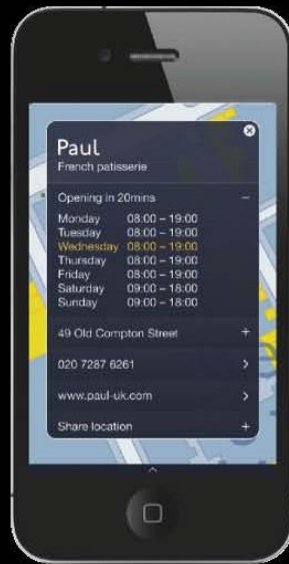 Paul
French patisserie
Opening in 20mins –
Monday 08:00 – 19:00
Tuesday 08:00 – 19:00
Wednesday 08:00 – 19:00
Thursday 08:00 – 19:00
Friday 08:00 – 19:00
Saturday 09:00 – 18:00
Sunday 09:00 – 18:00
49 Old Compton Street +
020 7287 6261 >
www.paul-uk.com >
Share location +